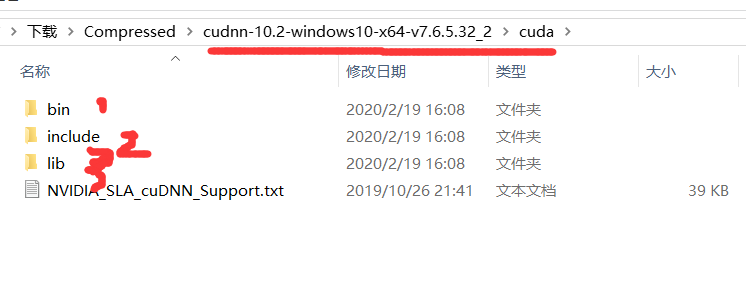 下载 > Compressed > cudnn-10.2-windows10-x64-v7.6.5.32_2 > cuda >
名称 修改日期 类型 大小
bin 1 2020/2/19 16:08 文件夹
include 2 2020/2/19 16:08 文件夹
lib 3 2020/2/19 16:08 文件夹
NVIDIA_SLA_cuDNN_Support.txt 2019/10/26 21:41 文本文档 39 KB